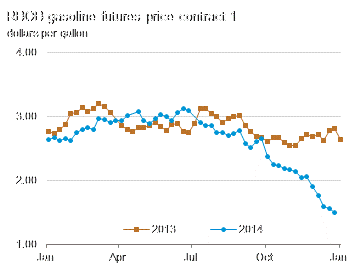 RBOB gasoline futures price contract 1
dollars per gallon
4.00
3.00
2.00
1.00
Jan Apr Jul Oct Jan
2013 2014